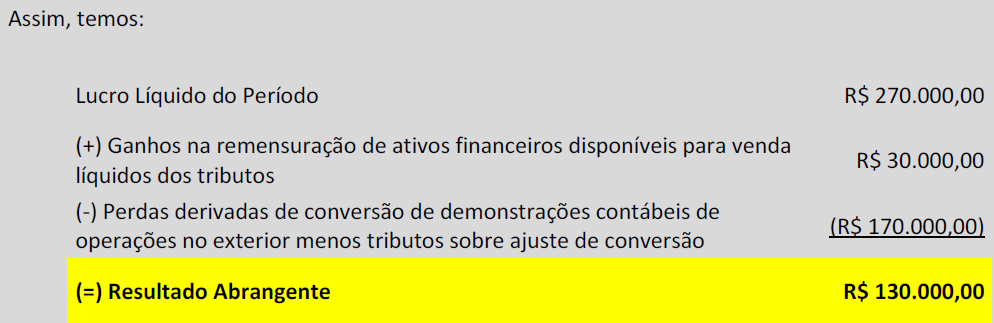 Assim, temos:
Lucro Líquido do Período R$ 270.000,00
(+) Ganhos na remensuração de ativos financeiros disponíveis para venda
líquidos dos tributos R$ 30.000,00
(-) Perdas derivadas de conversão de demonstrações contábeis de
operações no exterior menos tributos sobre ajuste de conversão (R$ 170.000,00)
(=) Resultado Abrangente R$ 130.000,00